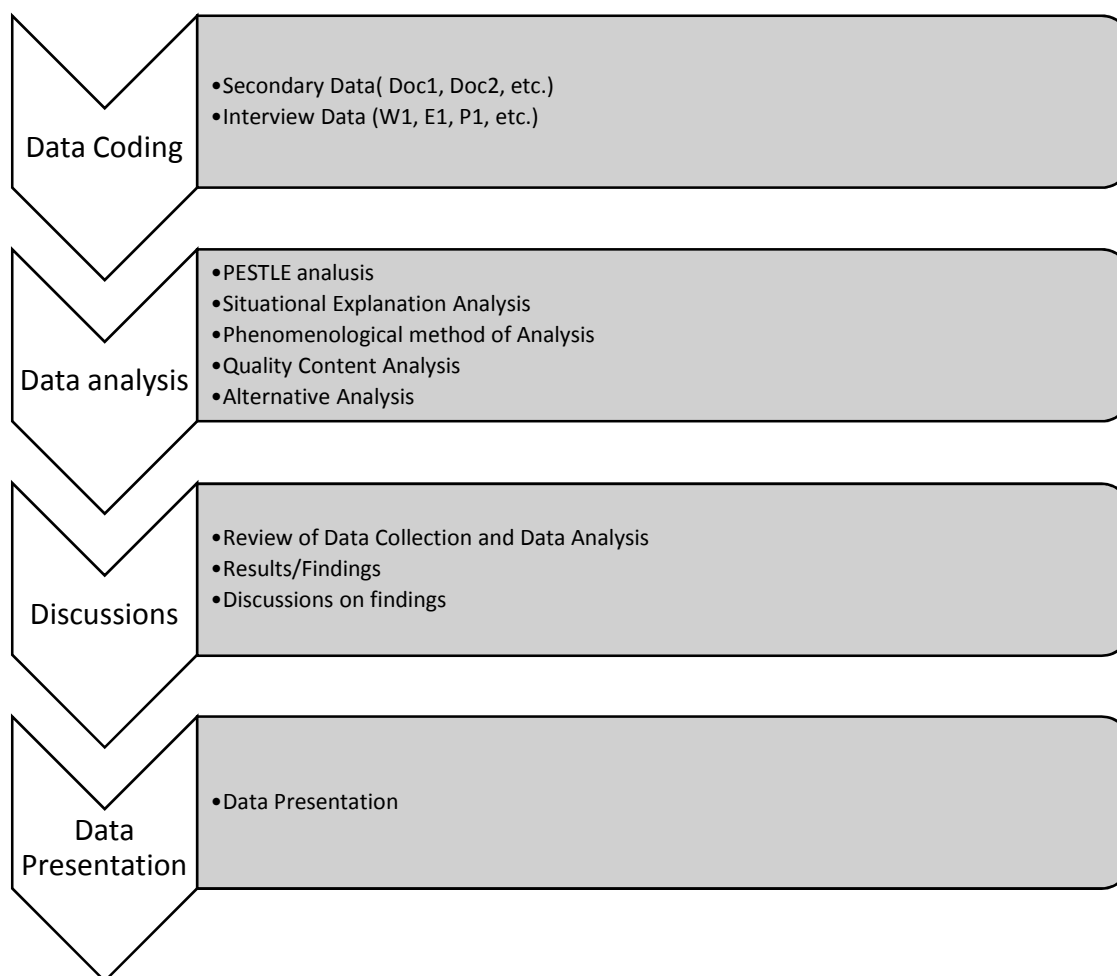 Data Coding
•Secondary Data( Doc1, Doc2, etc.)
•Interview Data (W1, E1, P1, etc.)
Data analysis
•PESTLE analusis
•Situational Explanation Analysis
•Phenomenological method of Analysis
•Quality Content Analysis
•Alternative Analysis
Discussions
•Review of Data Collection and Data Analysis
•Results/Findings
•Discussions on findings
Data
Presentation
•Data Presentation